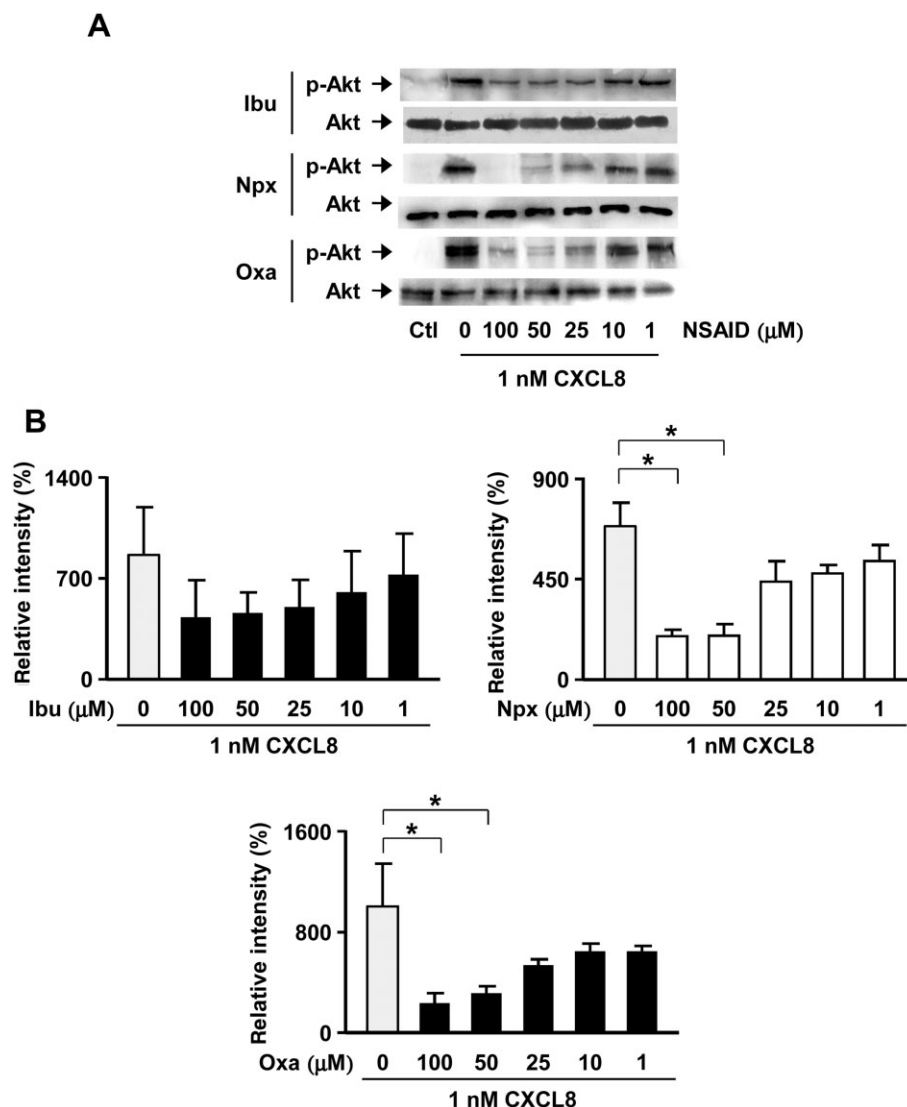 A
Ibu
p-Akt
Akt
Npx
p-Akt
Akt
Oxa
p-Akt
Akt
Ctl 0 100 50 25 10 1 NSAID (μM)
1 nM CXCL8
B
Relative intensity (%)
1400
700
0
Ibu (μM) 0 100 50 25 10 1
1 nM CXCL8
* *
Relative intensity (%)
900
450
0
Npx (μM) 0 100 50 25 10 1
1 nM CXCL8
* *
Relative intensity (%)
1600
800
0
Oxa (μM) 0 100 50 25 10 1
1 nM CXCL8